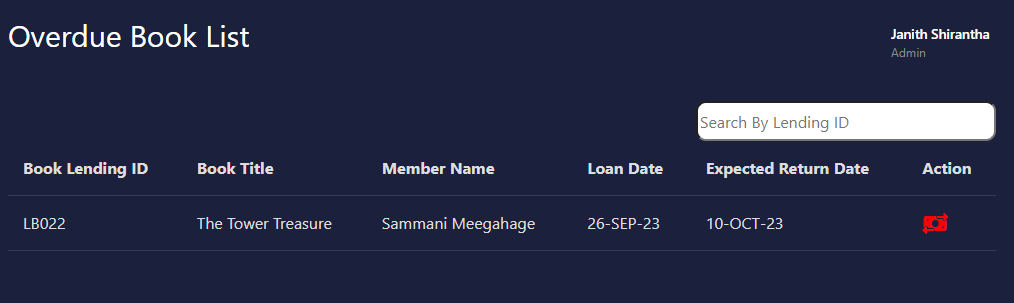 Overdue Book List
Janith Shirantha
Admin
Search By Lending ID
Book Lending ID Book Title Member Name Loan Date Expected Return Date Action
LB022 The Tower Treasure Sammani Meegahage 26-SEP-23 10-OCT-23